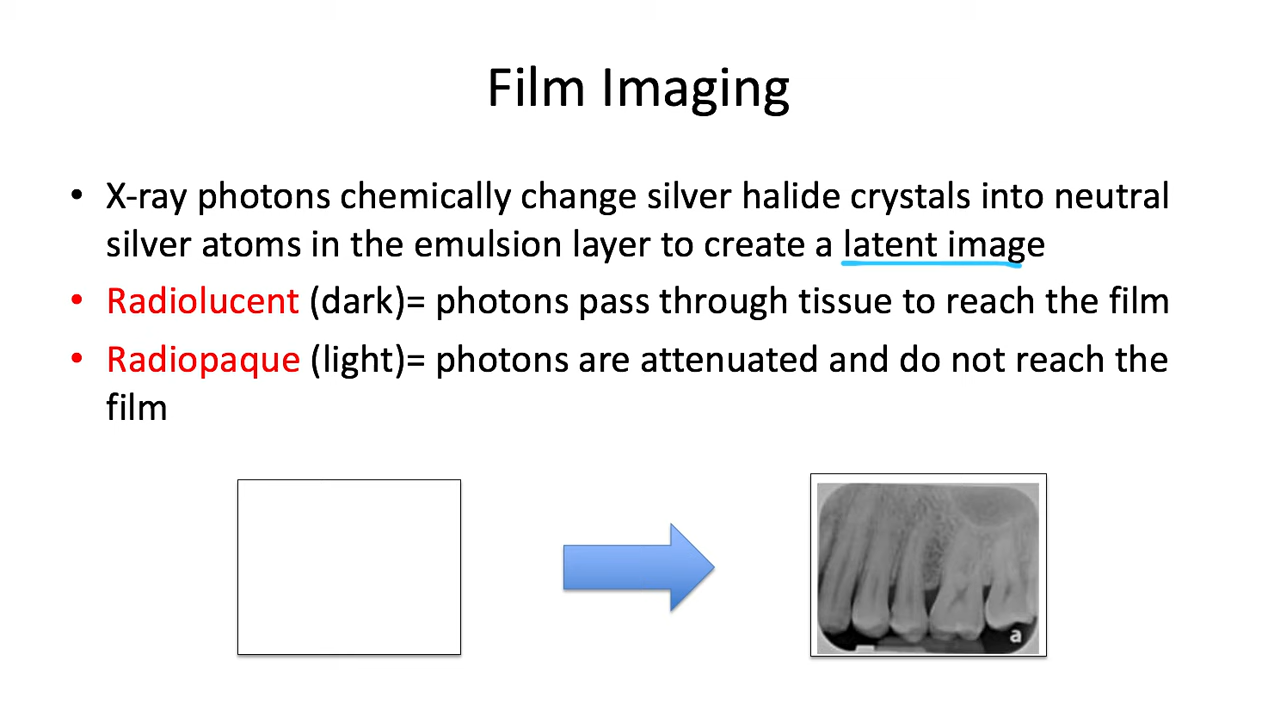 Film Imaging
• X-ray photons chemically change silver halide crystals into neutral
silver atoms in the emulsion layer to create a latent image
• Radiolucent (dark)= photons pass through tissue to reach the film
• Radiopaque (light)= photons are attenuated and do not reach the
film
a